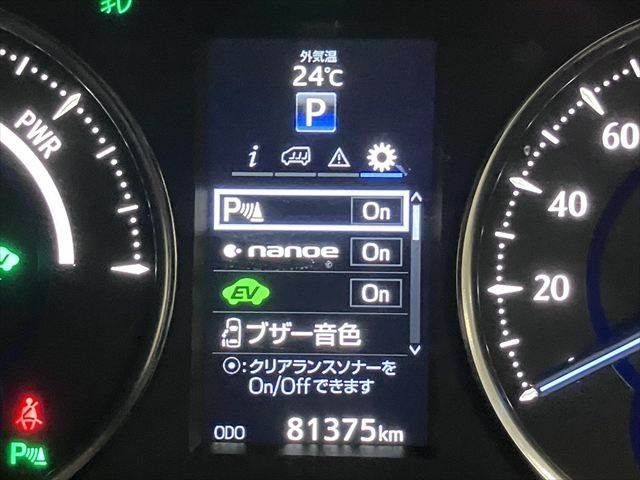 外気温
24℃
P
i
P On
nanoe On
EV On
ブザー音色
⦿:クリアランスソナーを
On/Offできます
ODO 81375km
PWR
60
40
20
P